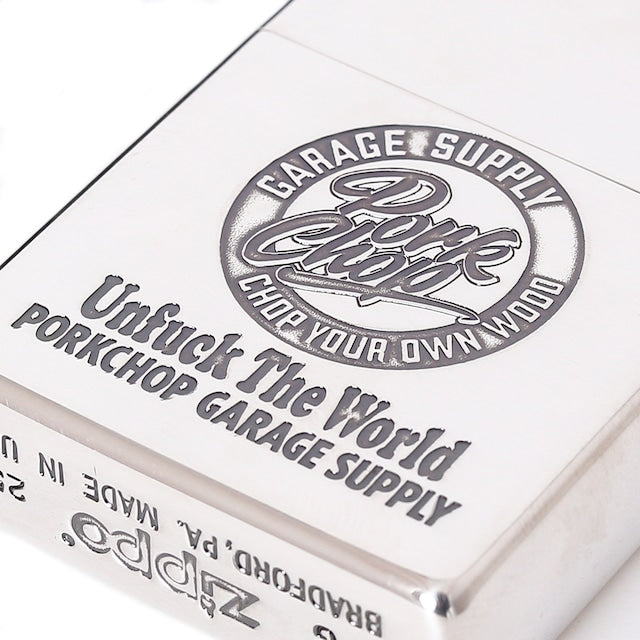 GARAGE SUPPLY
Pork
Chop
CHOP YOUR OWN WOOD
Unfuck The World
PORKCHOP GARAGE SUPPLY
BRADFORD, PA. MADE IN U
zippo
G
25